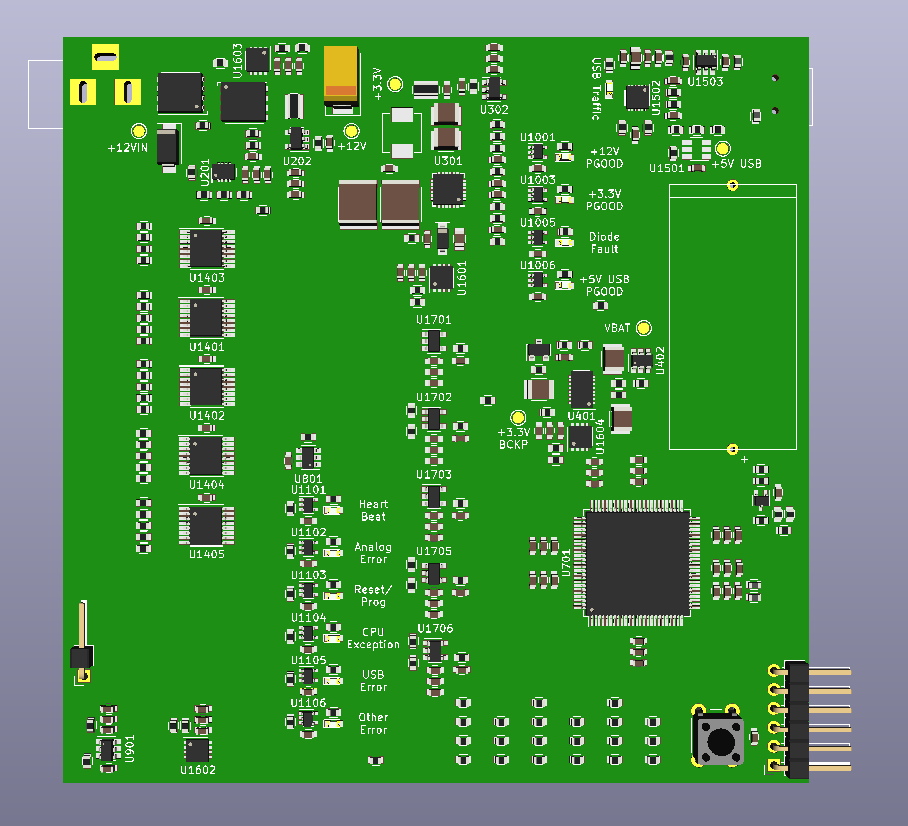 U1603
+12VIN
U201
U202
+12V
+3.3V
U301
U302
USB Traffic
U1502
U1503
U1501
+5V USB
U1001
+12V
PGOOD
U1003
+3.3V
PGOOD
U1005
Diode
Fault
U1006
+5V USB
PGOOD
U1403
U1601
U1401
U1701
VBAT
U402
U1402
U1702
U401
+3.3V
BCKP
U1604
U1404
U801
U1703
+
U1101
Heart
Beat
U1405
U1102
Analog
Error
U1705
U701
U1103
Reset/
Prog
U1104
CPU
Exception
U1706
U1105
USB
Error
U1106
Other
Error
U901
U1602